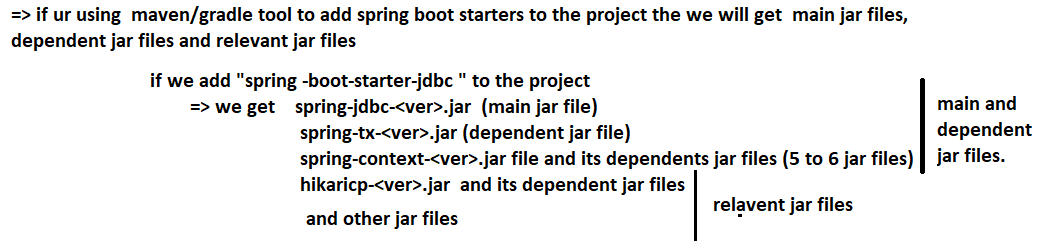 => if ur using maven/gradle tool to add spring boot starters to the project the we will get main jar files,
dependent jar files and relevant jar files
if we add "spring -boot-starter-jdbc " to the project
=> we get spring-jdbc-<ver>.jar (main jar file)
spring-tx-<ver>.jar (dependent jar file)
spring-context-<ver>.jar file and its dependents jar files (5 to 6 jar files)
hikaricp-<ver>.jar and its dependent jar files
and other jar files
main and
dependent
jar files.
relavent jar files